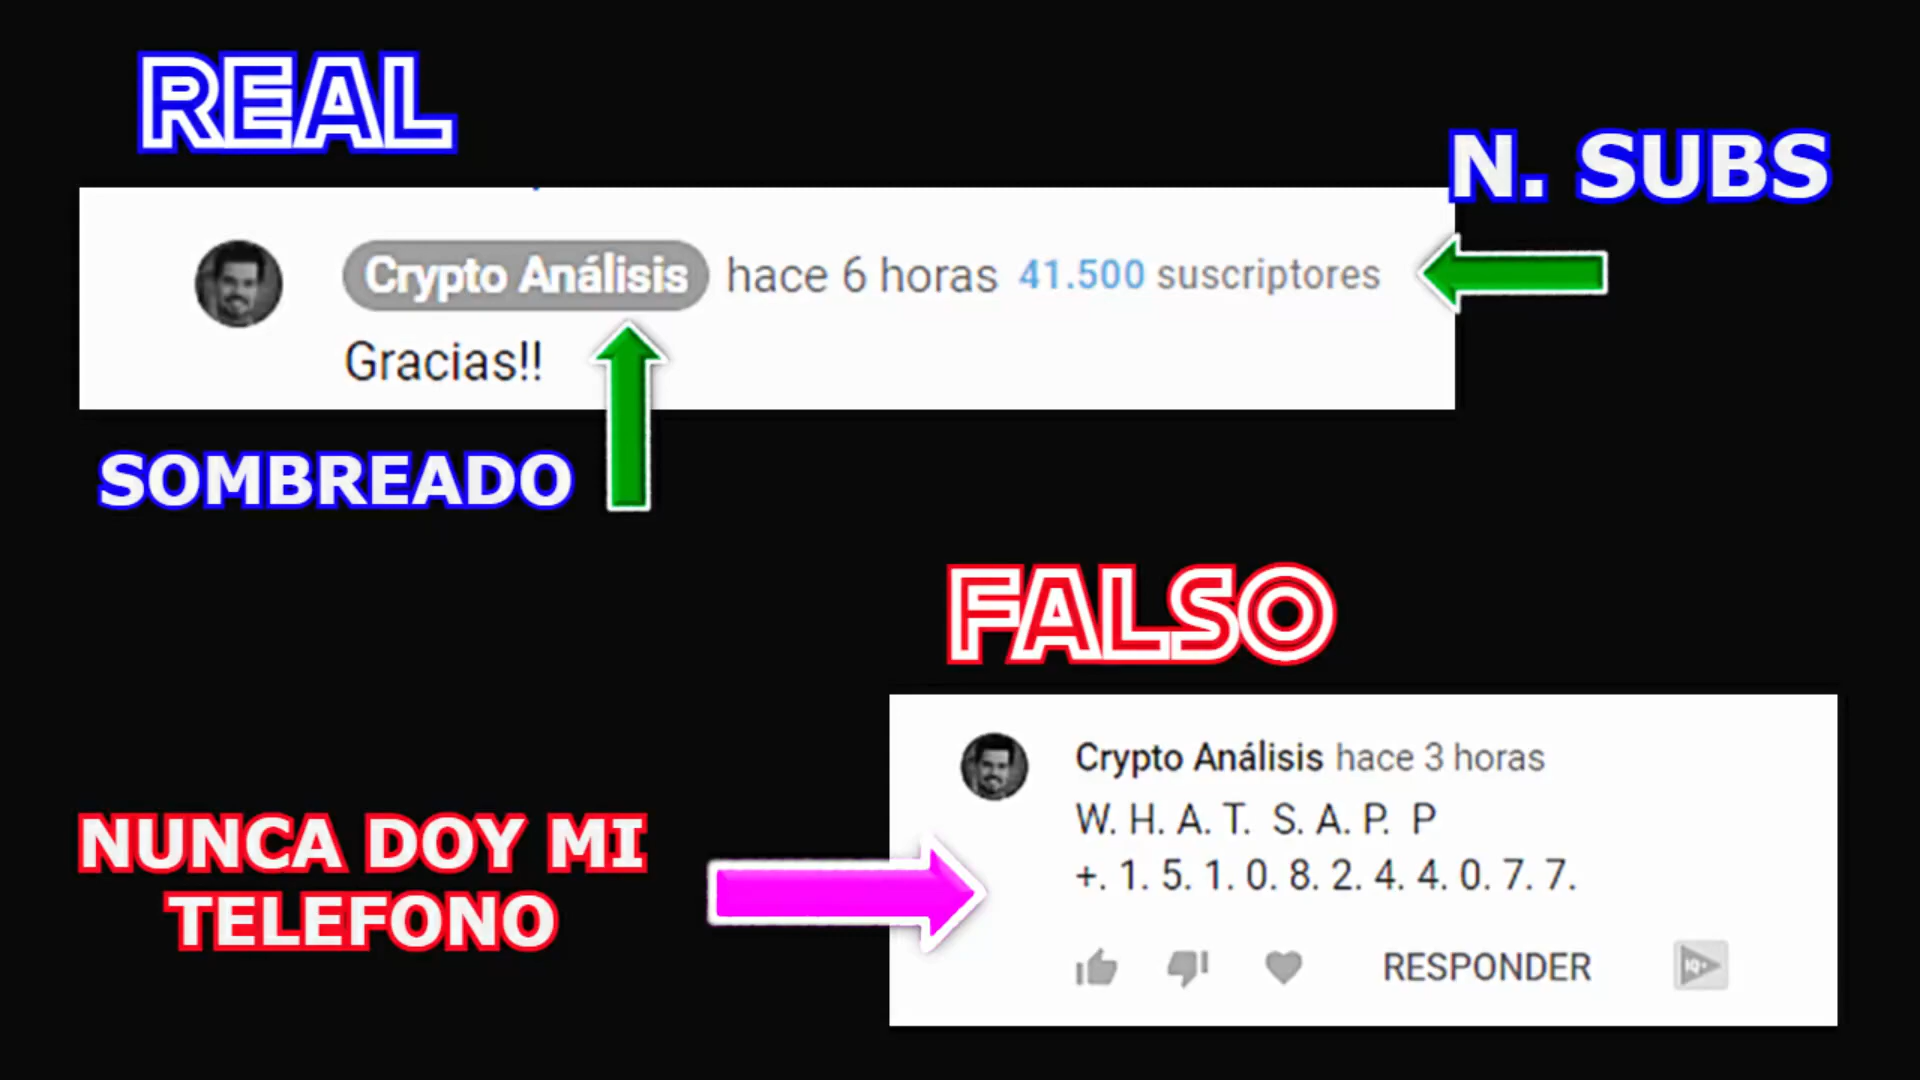 REAL
N. SUBS
Crypto Análisis hace 6 horas 41.500 suscriptores
Gracias!!
SOMBREADO
FALSO
Crypto Análisis hace 3 horas
W. H. A. T. S. A. P. P
+. 1. 5. 1. 0. 8. 2. 4. 4. 0. 7. 7.
NUNCA DOY MI
TELEFONO
RESPONDER
IQ+